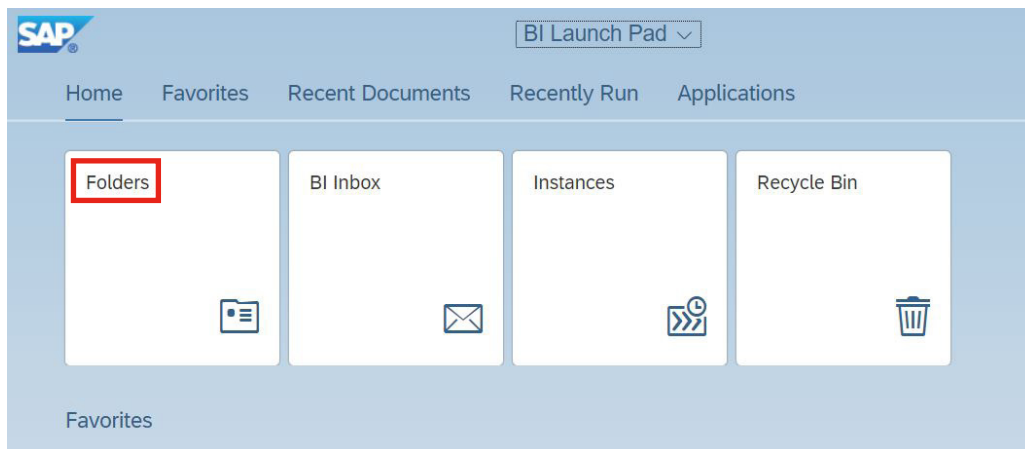 SAP®
BI Launch Pad
Home Favorites Recent Documents Recently Run Applications
Folders BI Inbox Instances Recycle Bin
Favorites